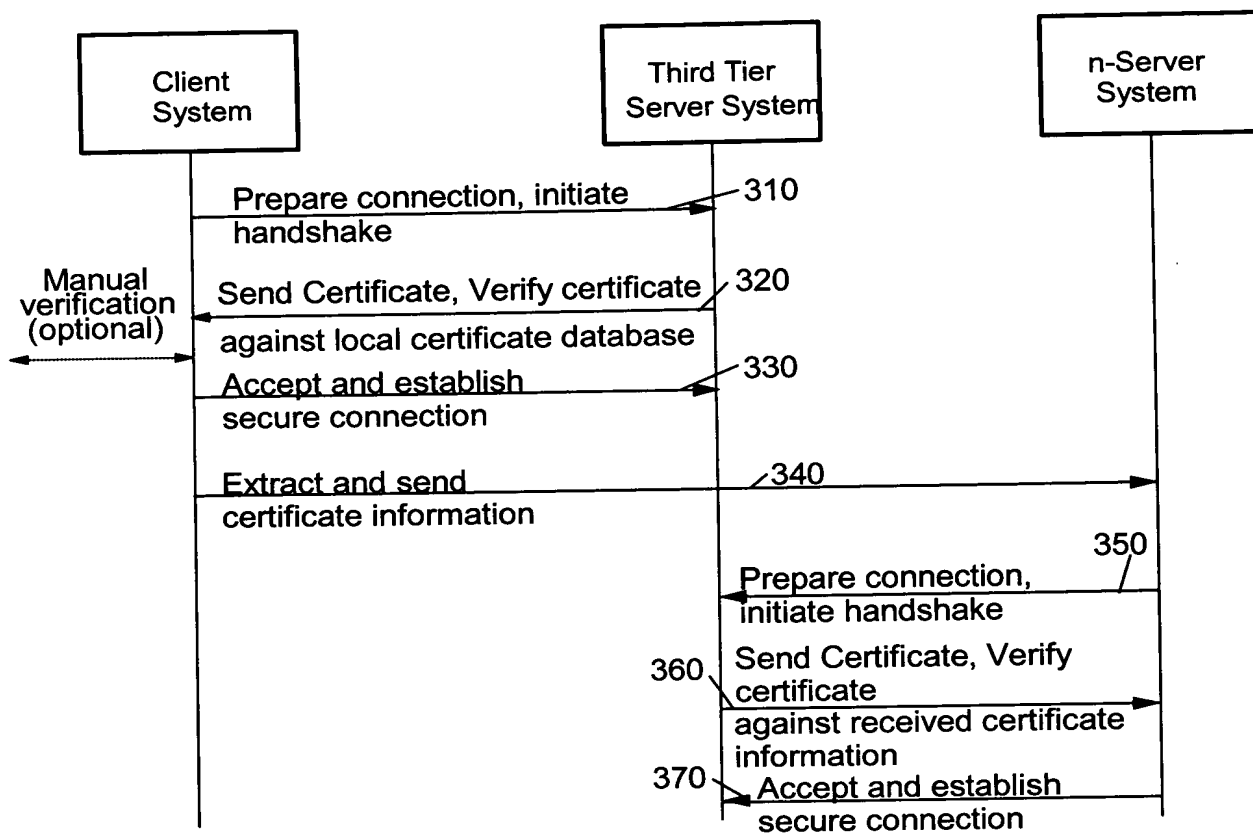 Client
System
Third Tier
Server System
n-Server
System
Prepare connection, initiate
handshake
310
Manual
verification
(optional)
Send Certificate, Verify certificate
against local certificate database
320
Accept and establish
secure connection
330
Extract and send
certificate information
340
350
Prepare connection,
initiate handshake
360
Send Certificate, Verify
certificate
against received certificate
information
370
Accept and establish
secure connection